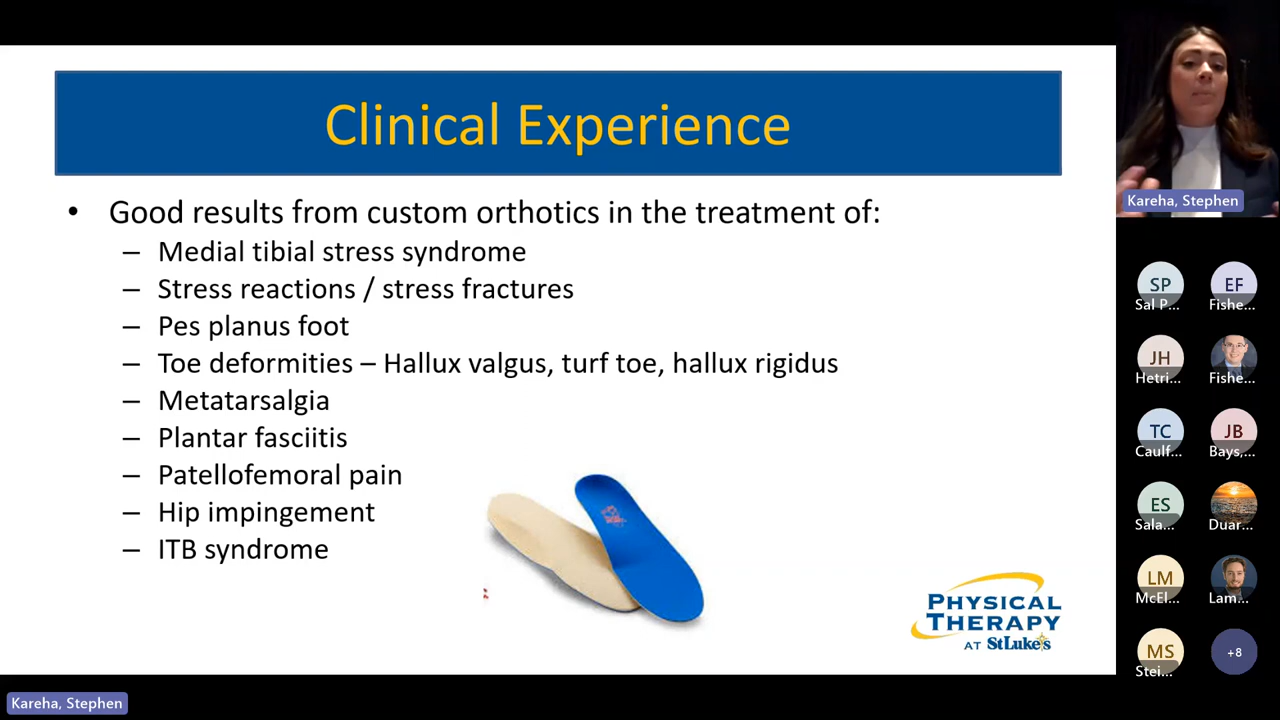 Clinical Experience
• Good results from custom orthotics in the treatment of:
– Medial tibial stress syndrome
– Stress reactions / stress fractures
– Pes planus foot
– Toe deformities – Hallux valgus, turf toe, hallux rigidus
– Metatarsalgia
– Plantar fasciitis
– Patellofemoral pain
– Hip impingement
– ITB syndrome
PHYSICAL
THERAPY
AT StLuke's
Kareha, Stephen
SP EF
Sal P... Fishe...
JH
Hetri... Fishe...
TC JB
Caulf... Bays,...
ES
Sala... Duar...
LM
McEl... Lam...
MS +8
Stei...
Kareha, Stephen